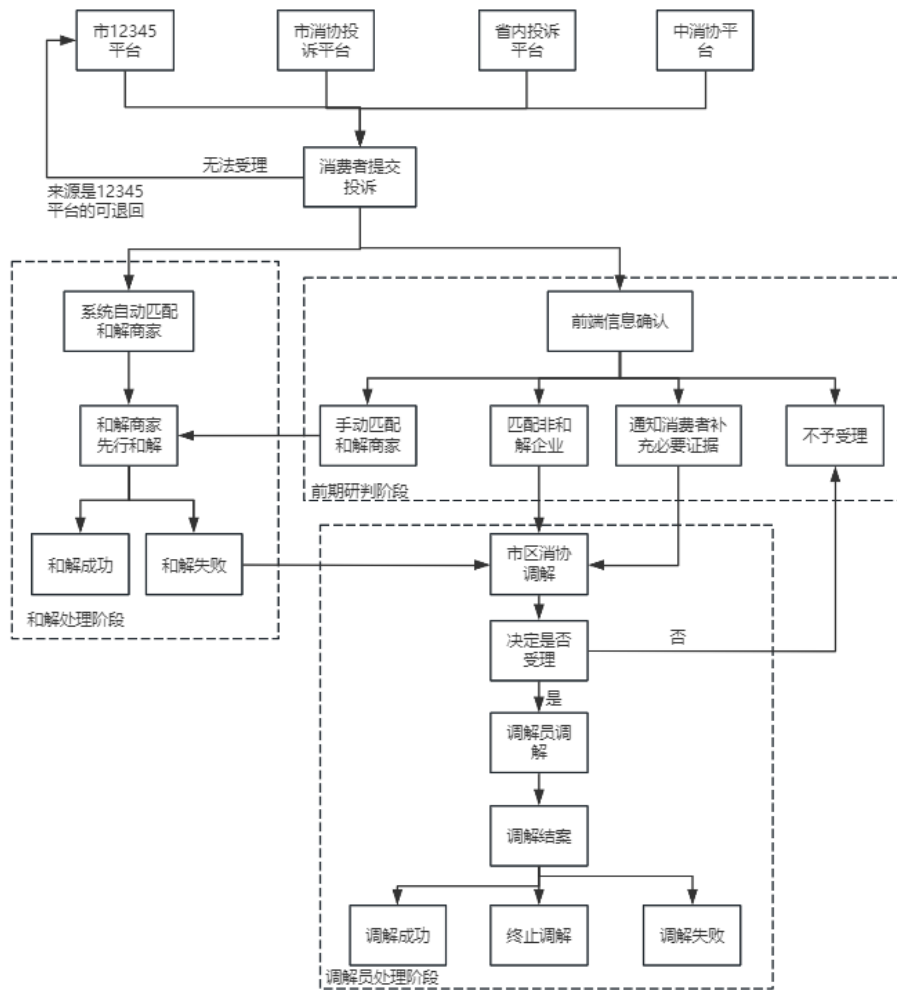 市12345
平台
市消协投
诉平台
省内投诉
平台
中消协平
台
无法受理
消费者提交
投诉
来源是12345
平台的可退回
系统自动匹配
和解商家
前端信息确认
和解商家
先行和解
手动匹配
和解商家
匹配非和
解企业
通知消费者补
充必要证据
不予受理
前期研判阶段
和解成功
和解失败
和解处理阶段
市区消协
调解
决定是否
受理
否
是
调解员调
解
调解结案
调解成功
终止调解
调解失败
调解员处理阶段